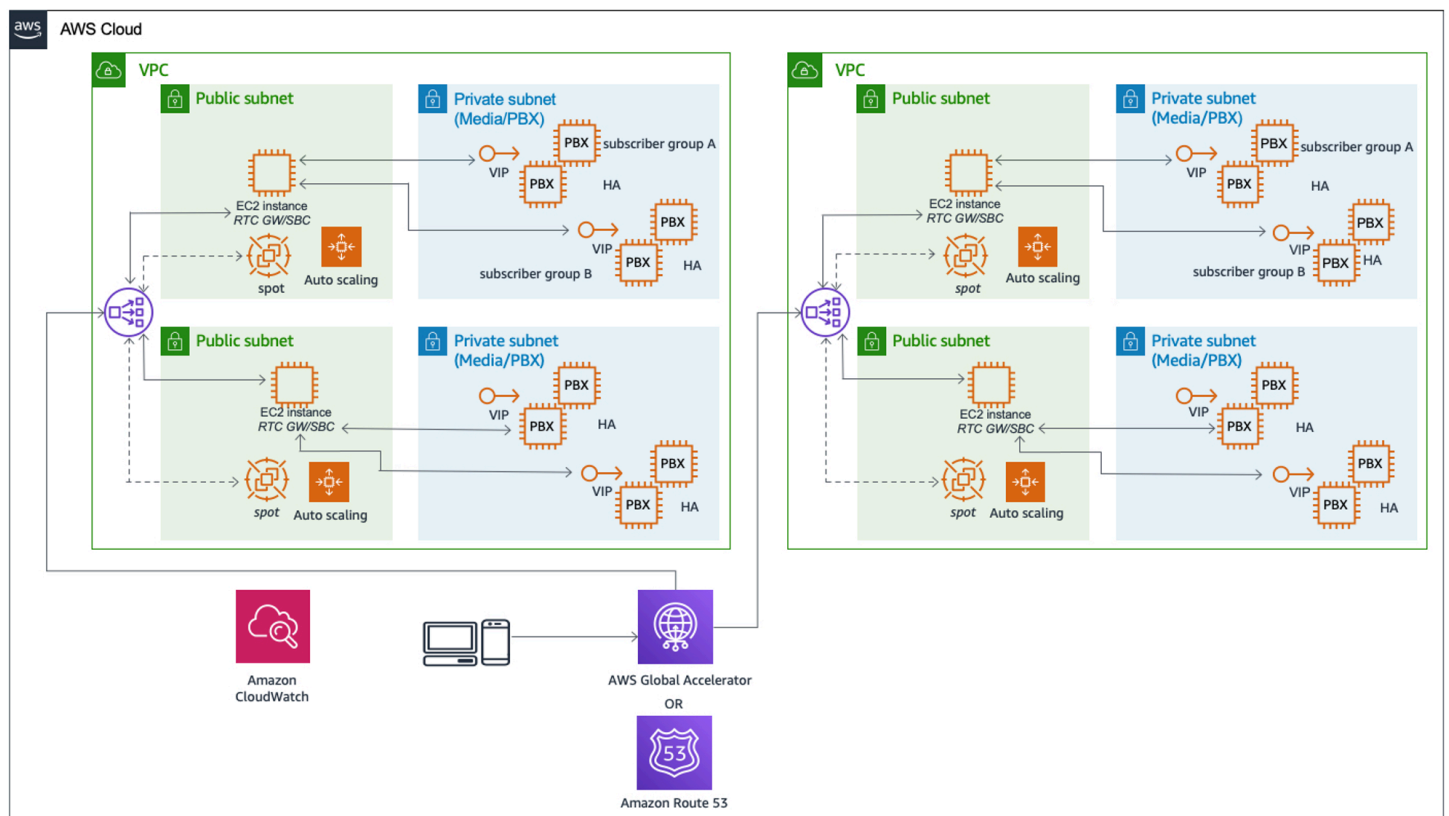 aws
AWS Cloud
VPC
Public subnet
Private subnet
(Media/PBX)
PBX
subscriber group A
VIP
PBX
HA
EC2 instance
RTC GW/SBC
PBX
VIP
PBX
HA
subscriber group B
spot
Auto scaling
Public subnet
Private subnet
(Media/PBX)
PBX
VIP
PBX
HA
EC2 instance
RTC GW/SBC
PBX
VIP
PBX
HA
spot
Auto scaling
VPC
Public subnet
Private subnet
(Media/PBX)
PBX
subscriber group A
VIP
PBX
HA
EC2 instance
RTC GW/SBC
PBX
VIP
PBX
HA
subscriber group B
spot
Auto scaling
Public subnet
Private subnet
(Media/PBX)
PBX
VIP
PBX
HA
EC2 instance
RTC GW/SBC
PBX
VIP
PBX
HA
spot
Auto scaling
Amazon
CloudWatch
AWS Global Accelerator
OR
53
Amazon Route 53